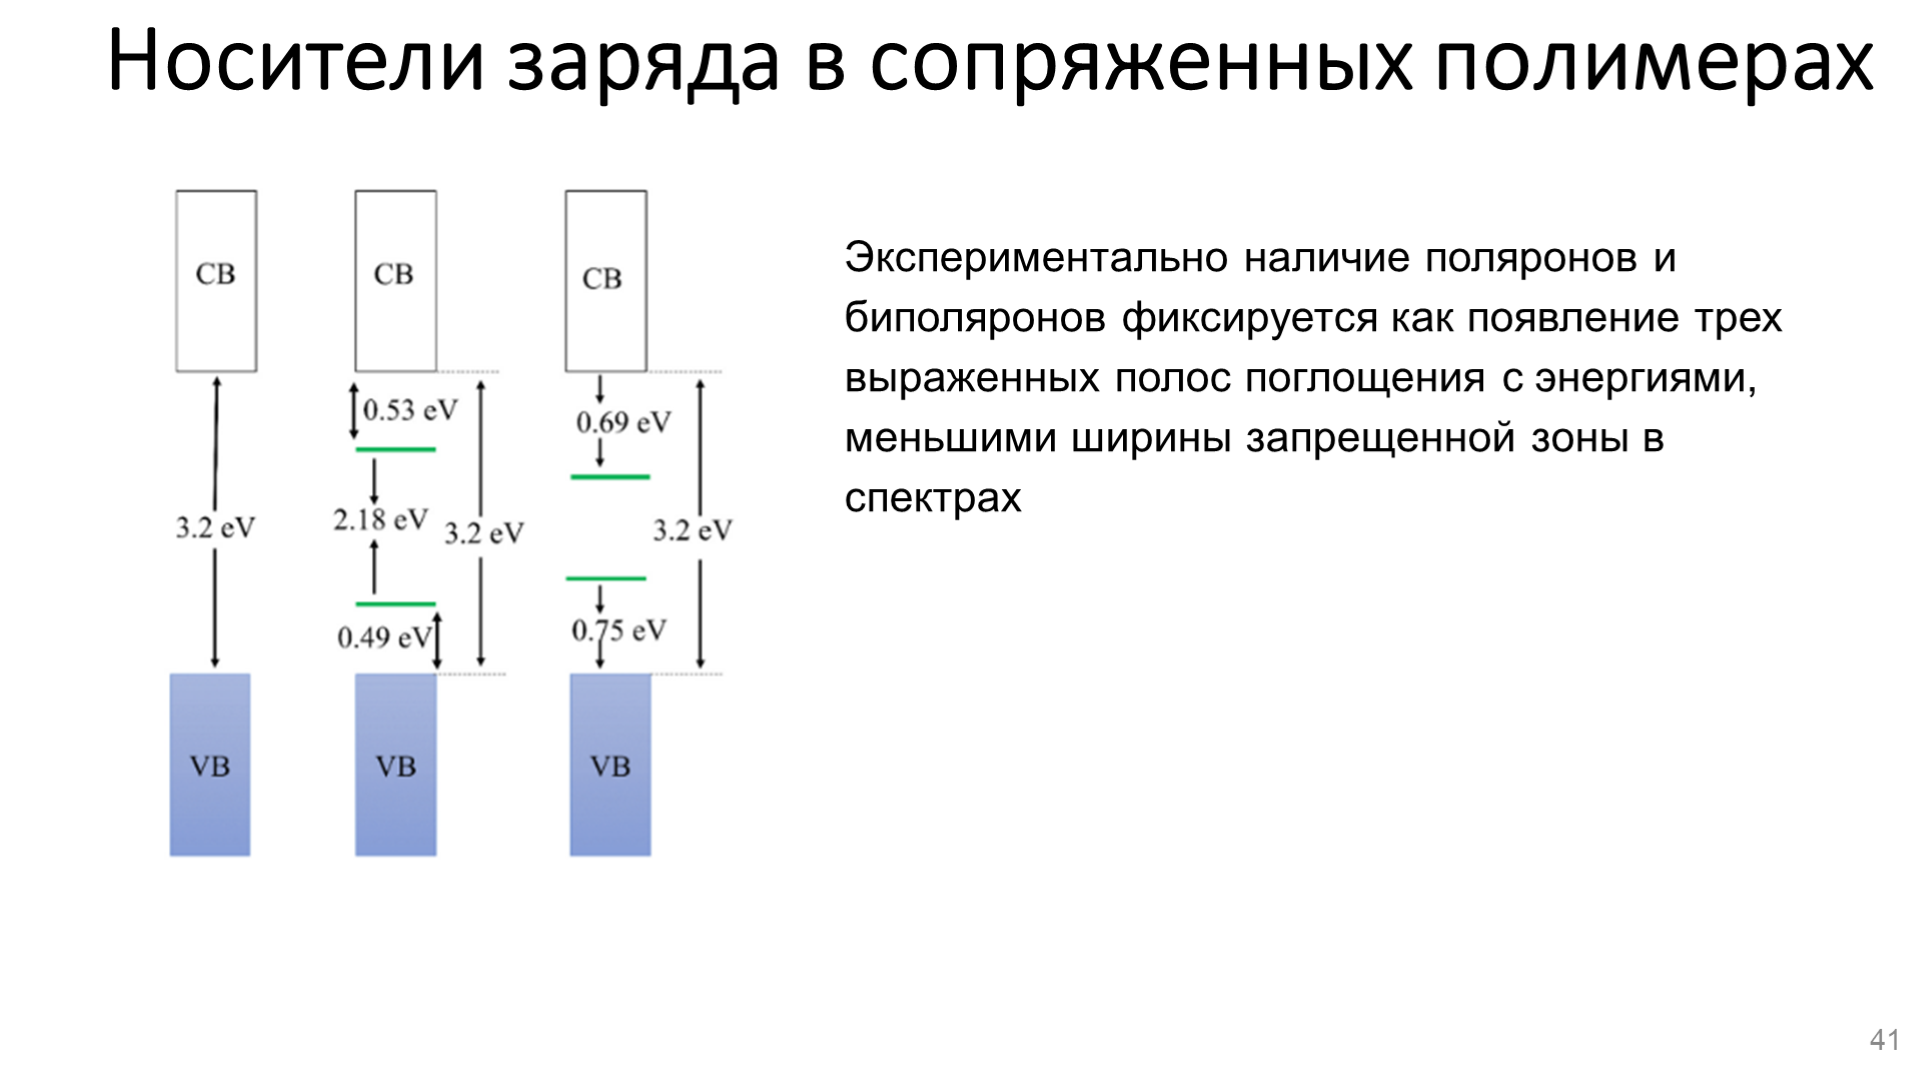 Носители заряда в сопряженных полимерах
CB
CB
CB
0.53 eV
0.69 eV
3.2 eV
2.18 eV
3.2 eV
3.2 eV
0.49 eV
0.75 eV
VB
VB
VB
Экспериментально наличие поляронов и
биполяронов фиксируется как появление трех
выраженных полос поглощения с энергиями,
меньшими ширины запрещенной зоны в
спектрах
41